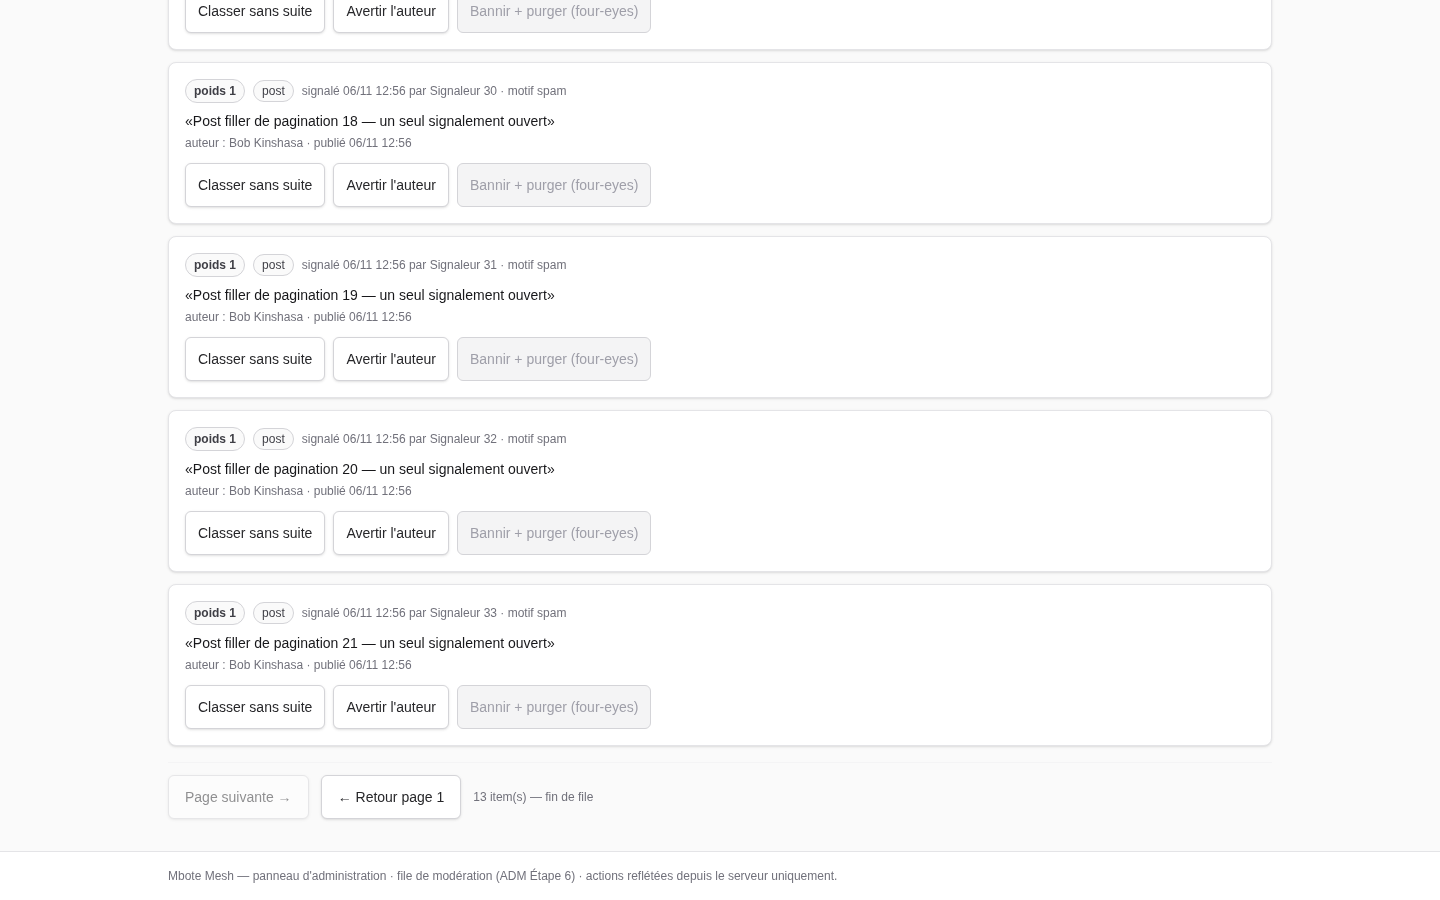 Classer sans suite Avertir l'auteur Bannir + purger (four-eyes)
poids 1 post signalé 06/11 12:56 par Signaleur 30 · motif spam
«Post filler de pagination 18 — un seul signalement ouvert»
auteur : Bob Kinshasa · publié 06/11 12:56
Classer sans suite Avertir l'auteur Bannir + purger (four-eyes)
poids 1 post signalé 06/11 12:56 par Signaleur 31 · motif spam
«Post filler de pagination 19 — un seul signalement ouvert»
auteur : Bob Kinshasa · publié 06/11 12:56
Classer sans suite Avertir l'auteur Bannir + purger (four-eyes)
poids 1 post signalé 06/11 12:56 par Signaleur 32 · motif spam
«Post filler de pagination 20 — un seul signalement ouvert»
auteur : Bob Kinshasa · publié 06/11 12:56
Classer sans suite Avertir l'auteur Bannir + purger (four-eyes)
poids 1 post signalé 06/11 12:56 par Signaleur 33 · motif spam
«Post filler de pagination 21 — un seul signalement ouvert»
auteur : Bob Kinshasa · publié 06/11 12:56
Classer sans suite Avertir l'auteur Bannir + purger (four-eyes)
Page suivante → ← Retour page 1 13 item(s) — fin de file
Mbote Mesh — panneau d'administration · file de modération (ADM Étape 6) · actions reflétées depuis le serveur uniquement.